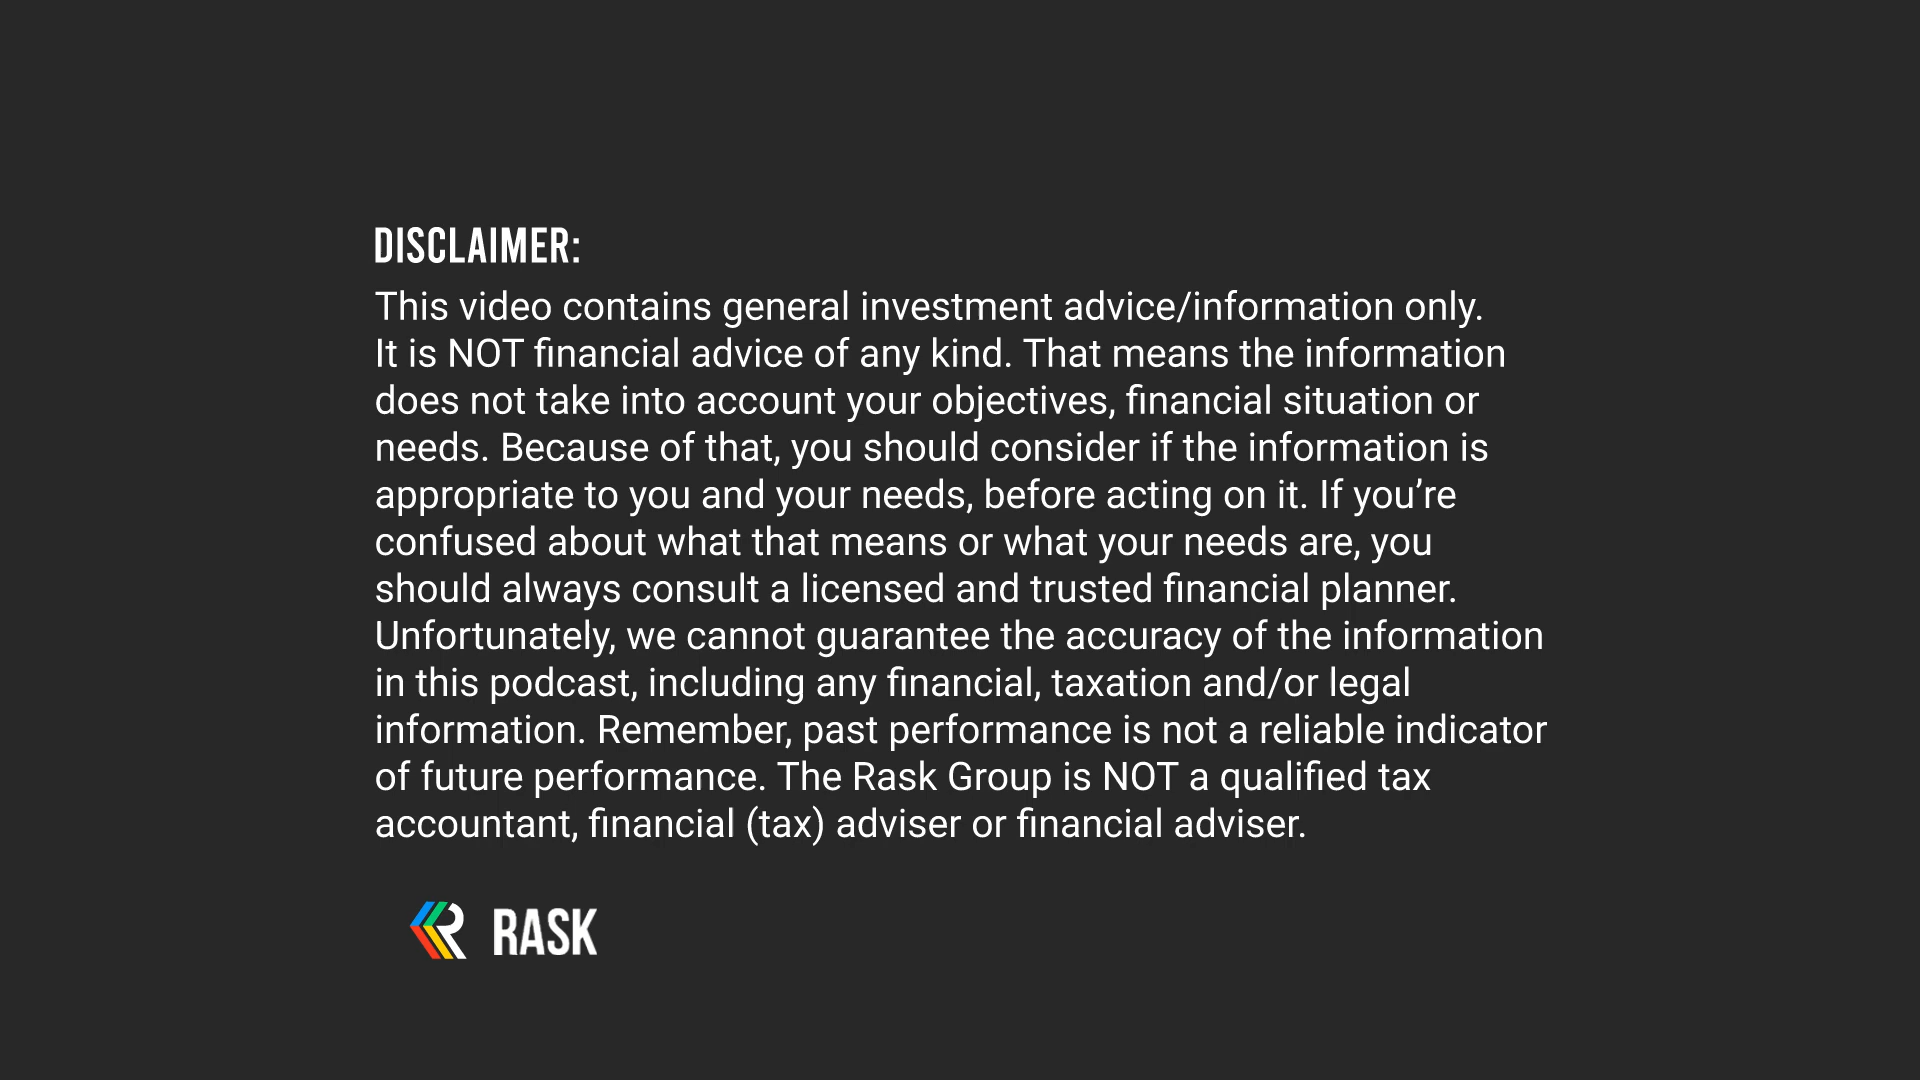 DISCLAIMER:
This video contains general investment advice/information only.
It is NOT financial advice of any kind. That means the information
does not take into account your objectives, financial situation or
needs. Because of that, you should consider if the information is
appropriate to you and your needs, before acting on it. If you’re
confused about what that means or what your needs are, you
should always consult a licensed and trusted financial planner.
Unfortunately, we cannot guarantee the accuracy of the information
in this podcast, including any financial, taxation and/or legal
information. Remember, past performance is not a reliable indicator
of future performance. The Rask Group is NOT a qualified tax
accountant, financial (tax) adviser or financial adviser.
RASK